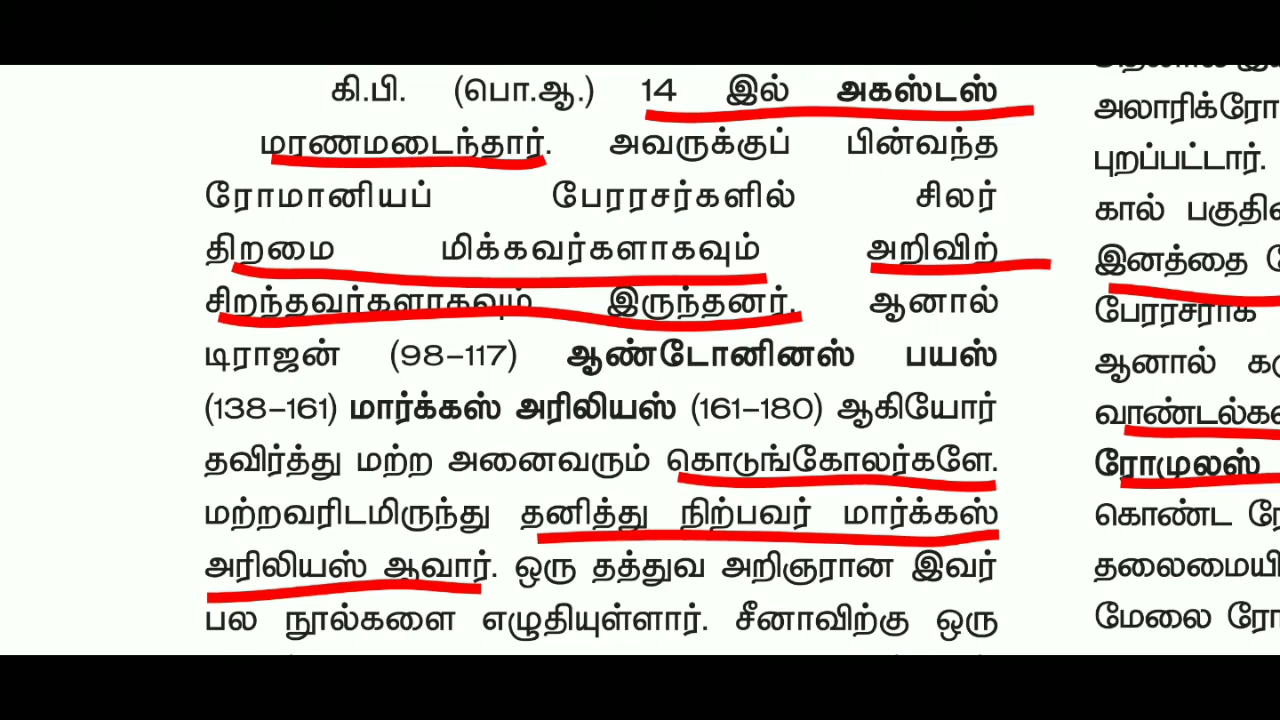 கி.பி. (பொ.ஆ.) 14 இல் அகஸ்டஸ்
மரணமடைந்தார். அவருக்குப் பின்வந்த
ரோமானியப் பேரரசர்களில் சிலர்
திறமை மிக்கவர்களாகவும் அறிவிற்
சிறந்தவர்களாகவும் இருந்தனர். ஆனால்
டிராஜன் (98–117) ஆண்டோனினஸ் பயஸ்
(138–161) மார்க்கஸ் அரிலியஸ் (161–180) ஆகியோர்
தவிர்த்து மற்ற அனைவரும் கொடுங்கோலர்களே.
மற்றவரிடமிருந்து தனித்து நிற்பவர் மார்க்கஸ்
அரிலியஸ் ஆவார். ஒரு தத்துவ அறிஞரான இவர்
பல நூல்களை எழுதியுள்ளார். சீனாவிற்கு ஒரு
அலாரிக்ரோ
புறப்பட்டார்.
கால்
இனத்தை
பேரரசராக
ஆனால்
ரோமுலஸ்
கொண்ட
மேலை